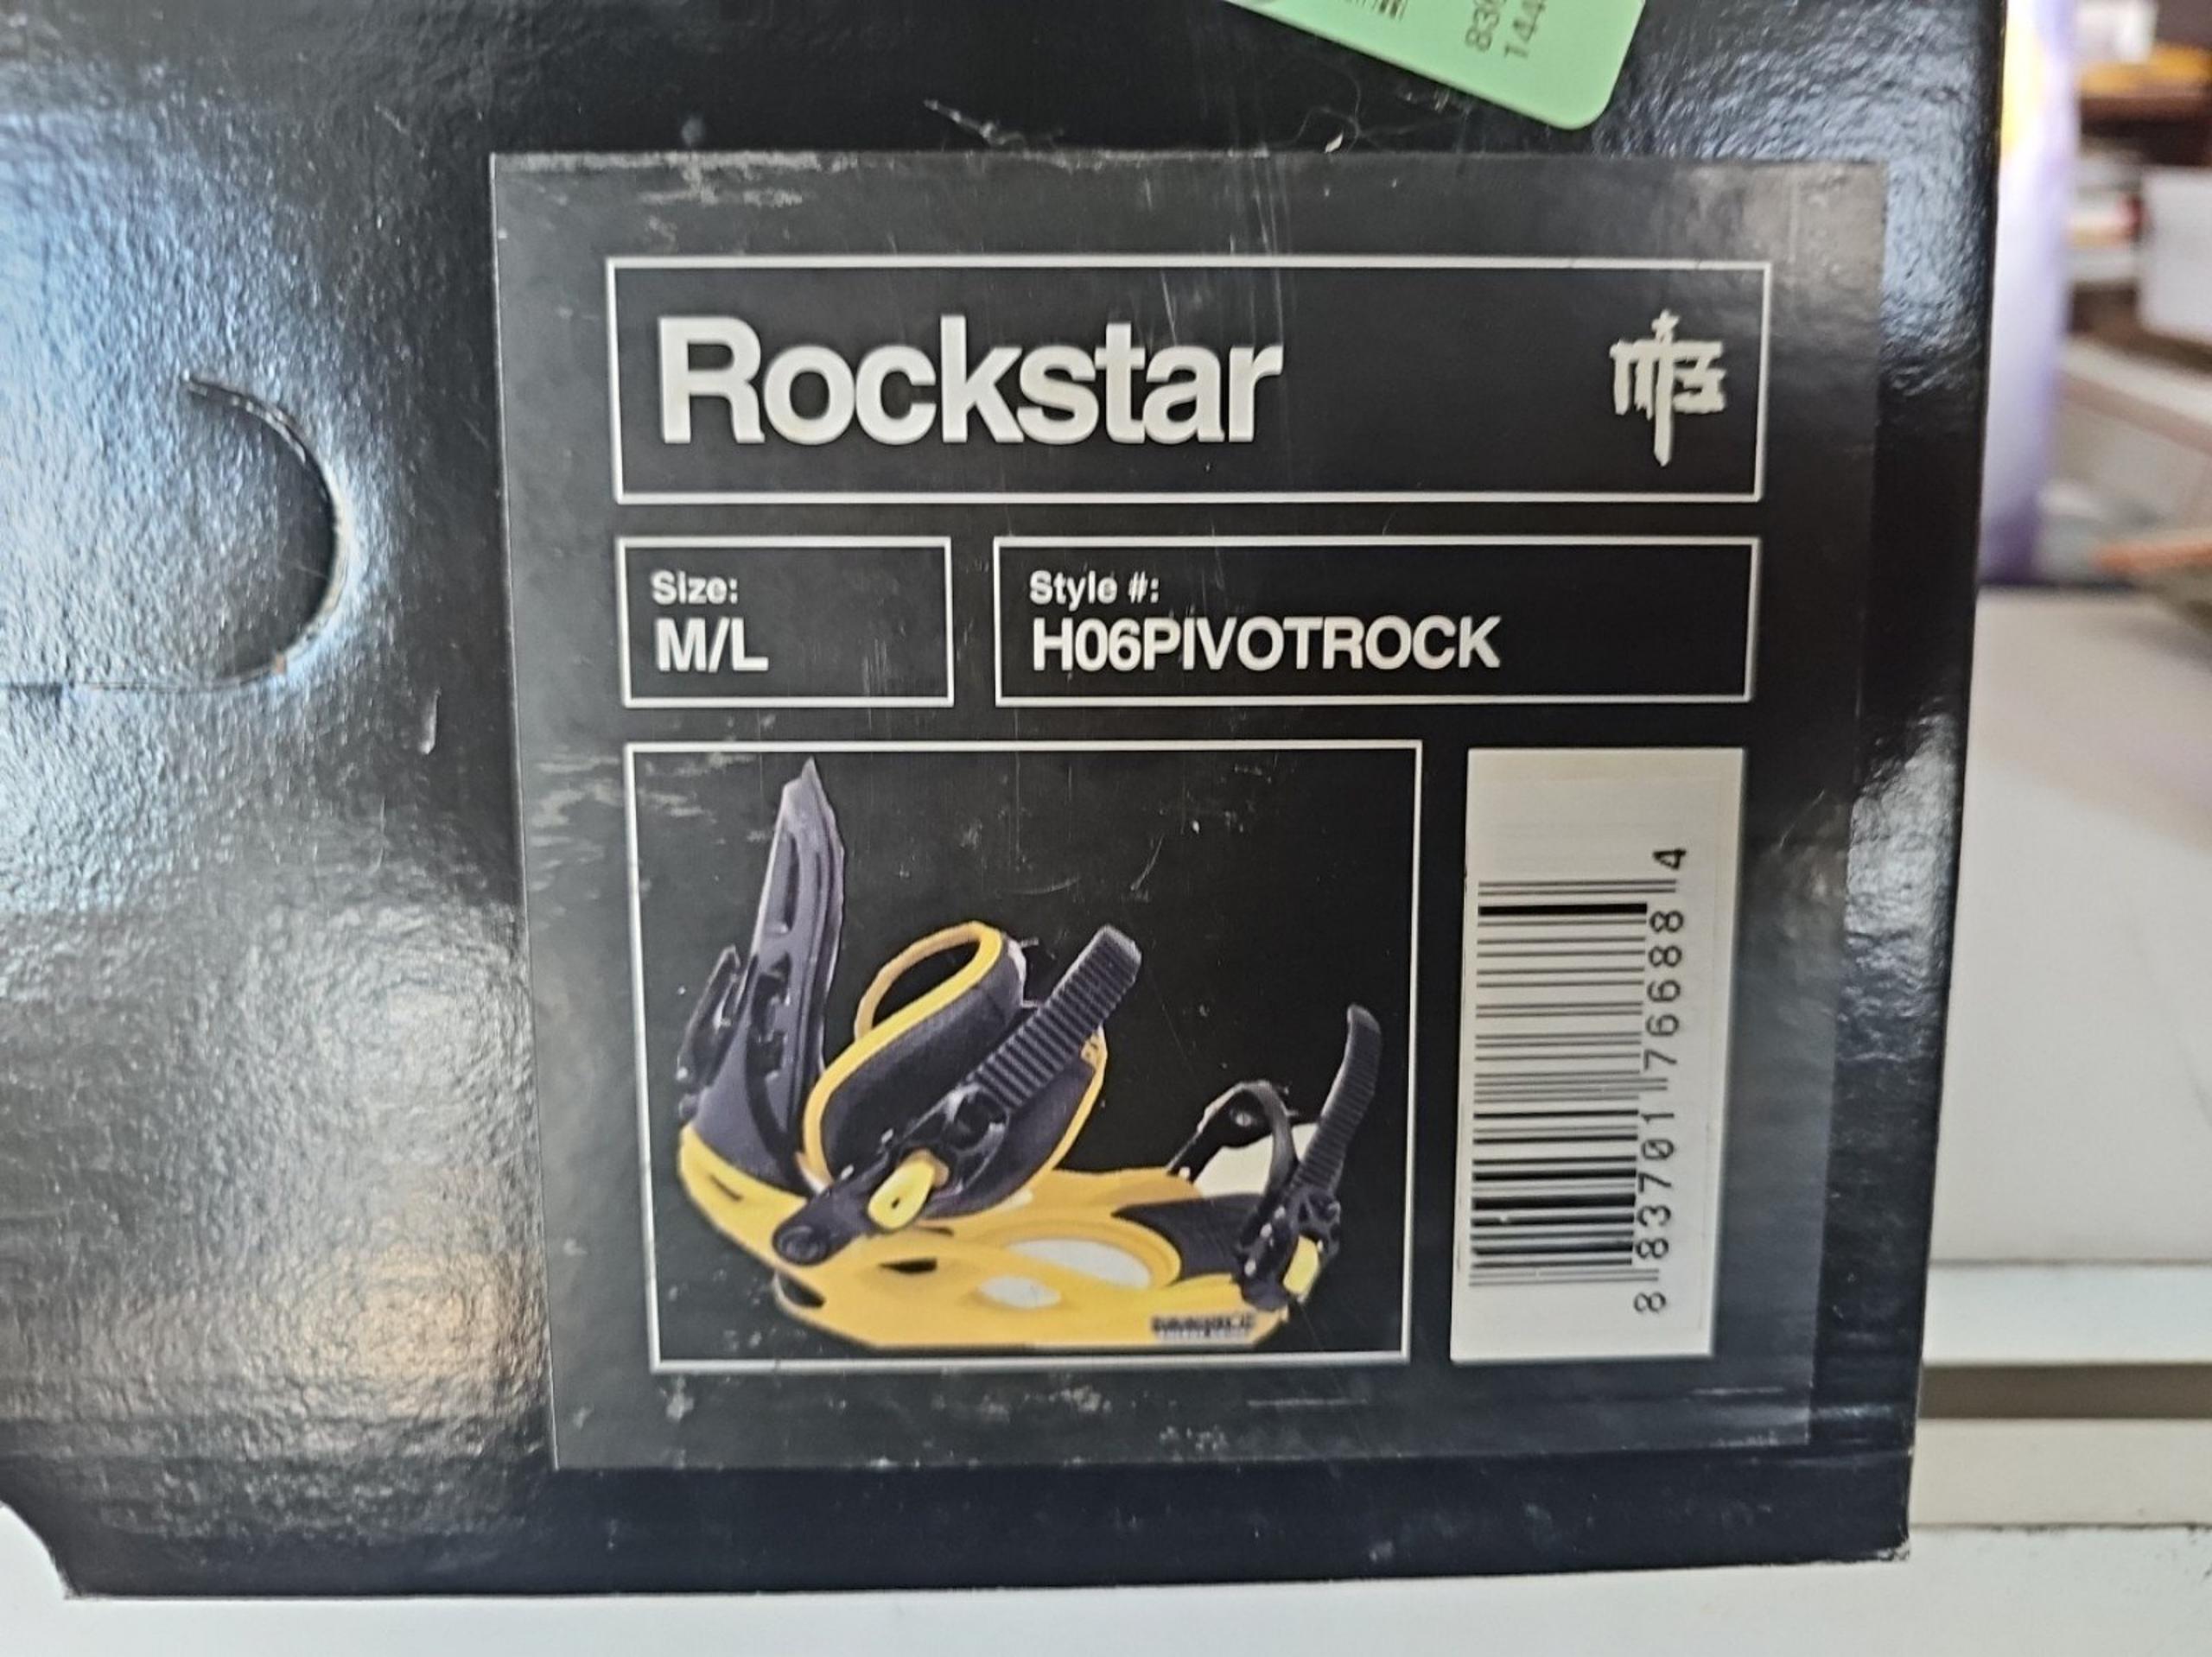 Rockstar
Size:
M/L
Style #:
H06PIVOTROCK
8 83701 76688 4